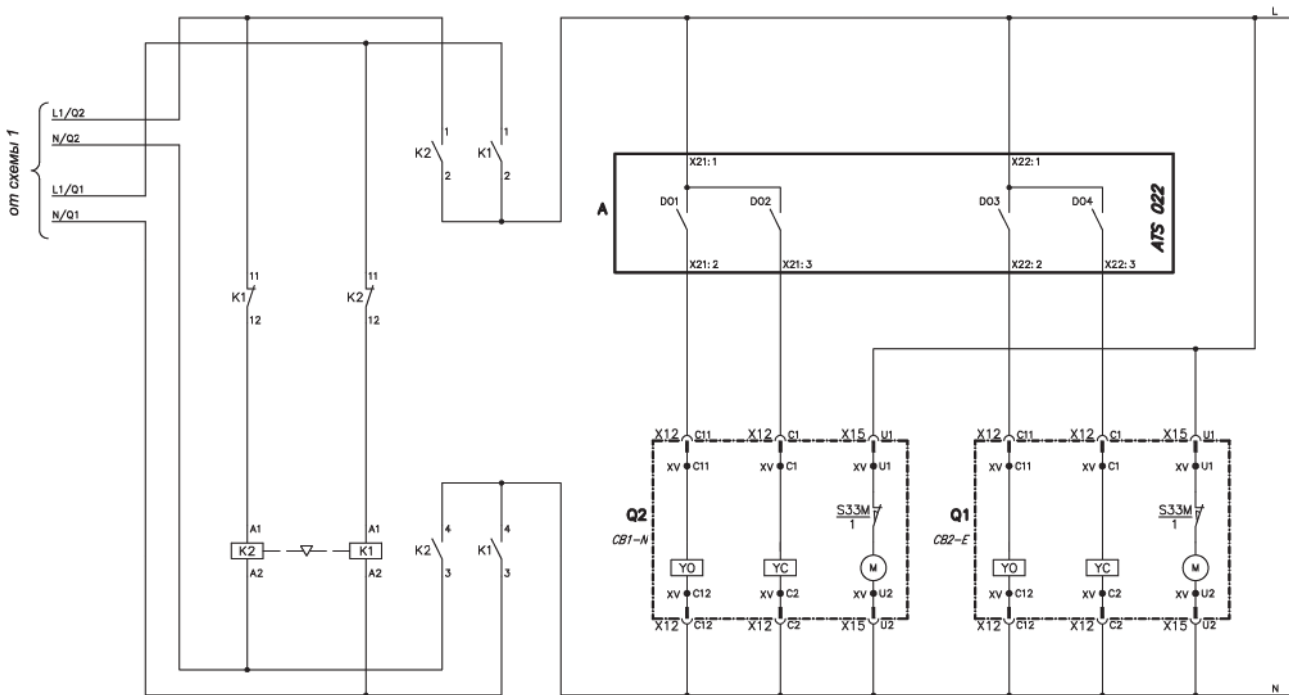 L
от схемы 1
L1/Q2
N/Q2
L1/Q1
N/Q1
1 1
K2 K1
2 2
X21:1 X22:1
A
DO1 DO2 DO3 DO4
ATS 022
X21:2 X21:3 X22:2 X22:3
11 11
K1 K2
12 12
X12 C11 X12 C1 X15 U1 X12 C11 X12 C1 X15 U1
XV C11 XV C1 XV U1 XV C11 XV C1 XV U1
Q2 S33M Q1 S33M
CB1-N 1 CB2-E 1
A1 A1 4 4
K2 K1 K2 K1
A2 A2 3 3
YO YC M YO YC M
XV C12 XV C2 XV U2 XV C12 XV C2 XV U2
X12 C12 X12 C2 X15 U2 X12 C12 X12 C2 X15 U2
N